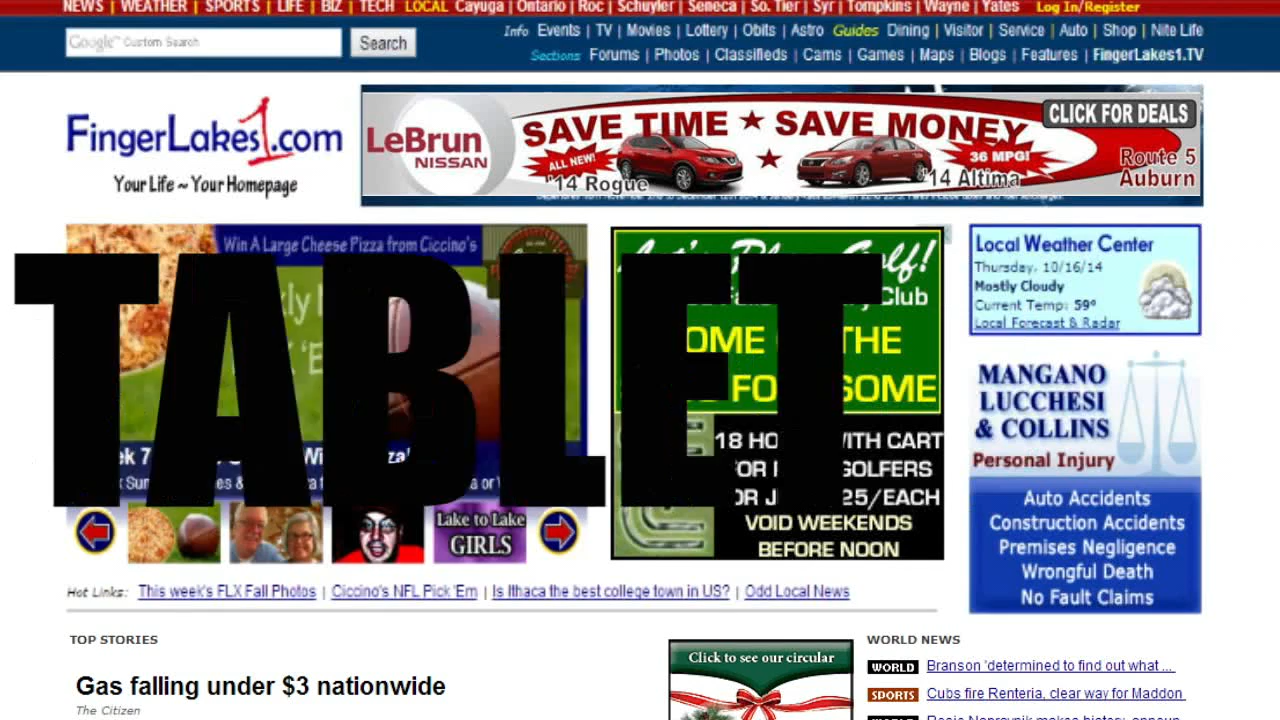 NEWS | WEATHER | SPORTS | LIFE | BIZ | TECH LOCAL Cayuga | Ontario | Roc | Schuyler | Seneca | So. Tier | Syr | Tompkins | Wayne | Yates Log In/Register
Google™ Custom Search Search
Info Events | TV | Movies | Lottery | Obits | Astro Guides Dining | Visitor | Service | Auto | Shop | Nite Life
Sections Forums | Photos | Classifieds | Cams | Games | Maps | Blogs | Features | FingerLakes1.TV
FingerLakes1.com
Your Life ~ Your Homepage
LeBrun
NISSAN
SAVE TIME ★ SAVE MONEY
CLICK FOR DEALS
ALL NEW!
36 MPG!
'14 Rogue
'14 Altima
Route 5
Auburn
Win A Large Cheese Pizza from Ciccino's
TABLET
Golf!
Club
THE
18 WITH CART
GOLFERS
25/EACH
VOID WEEKENDS
BEFORE NOON
Lake to Lake
GIRLS
Local Weather Center
Thursday, 10/16/14
Mostly Cloudy
Current Temp: 59°
Local Forecast & Radar
MANGANO
LUCCHESI
& COLLINS
Personal Injury
Auto Accidents
Construction Accidents
Premises Negligence
Wrongful Death
No Fault Claims
Hot Links: This week's FLX Fall Photos | Ciccino's NFL Pick 'Em | Is Ithaca the best college town in US? | Odd Local News
TOP STORIES
Gas falling under $3 nationwide
The Citizen
Click to see our circular
WORLD NEWS
WORLD Branson 'determined to find out what ...
SPORTS Cubs fire Renteria, clear way for Maddon